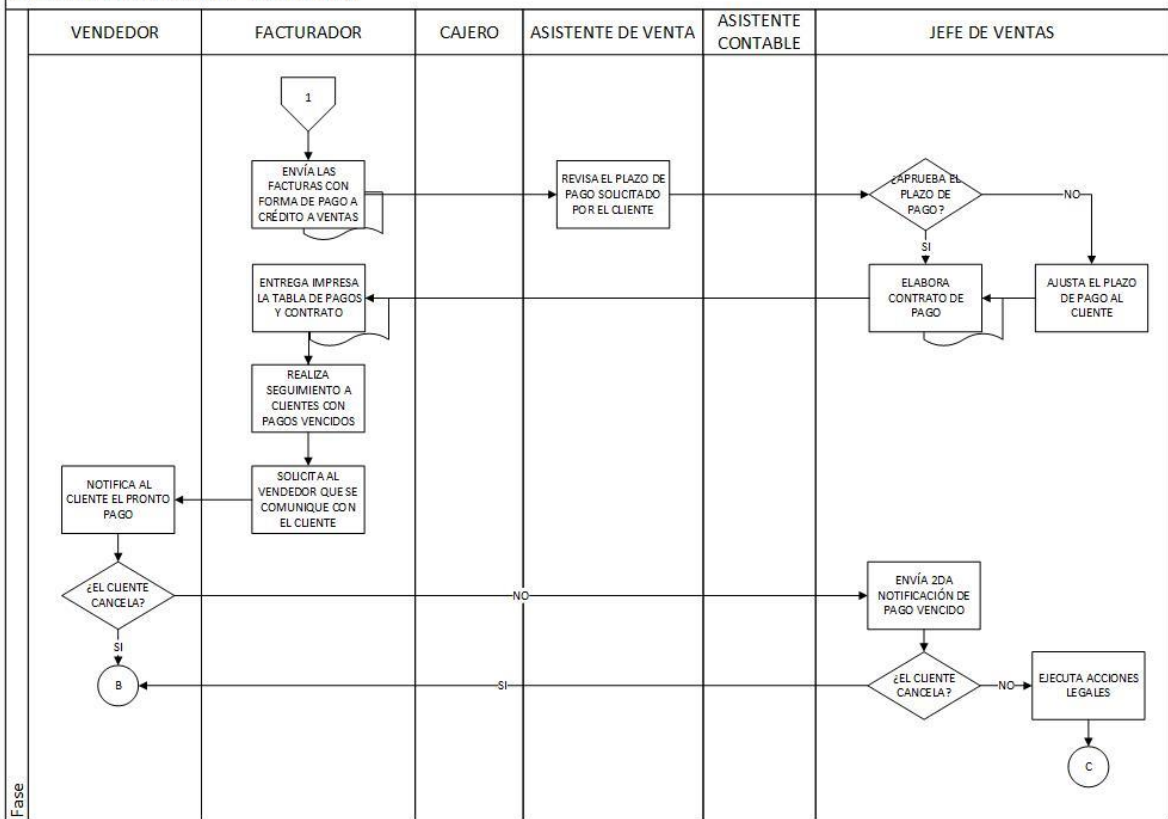 VENDEDOR
FACTURADOR
CAJERO
ASISTENTE DE VENTA
ASISTENTE
CONTABLE
JEFE DE VENTAS
1
ENVÍA LAS
FACTURAS CON
FORMA DE PAGO A
CRÉDITO A VENTAS
REVISA EL PLAZO DE
PAGO SOLICITADO
POR EL CLIENTE
¿APRUEBA EL
PLAZO DE
PAGO?
NO
SI
ENTREGA IMPRESA
LA TABLA DE PAGOS
Y CONTRATO
ELABORA
CONTRATO DE
PAGO
AJUSTA EL PLAZO
DE PAGO AL
CLIENTE
REALIZA
SEGUIMIENTO A
CLIENTES CON
PAGOS VENCIDOS
NOTIFICA AL
CLIENTE EL PRONTO
PAGO
SOLICITA AL
VENDEDOR QUE SE
COMUNIQUE CON
EL CLIENTE
¿EL CLIENTE
CANCELA?
NO
ENVÍA 2DA
NOTIFICACIÓN DE
PAGO VENCIDO
SI
B
SI
¿EL CLIENTE
CANCELA?
NO
EJECUTA ACCIONES
LEGALES
C
Fase